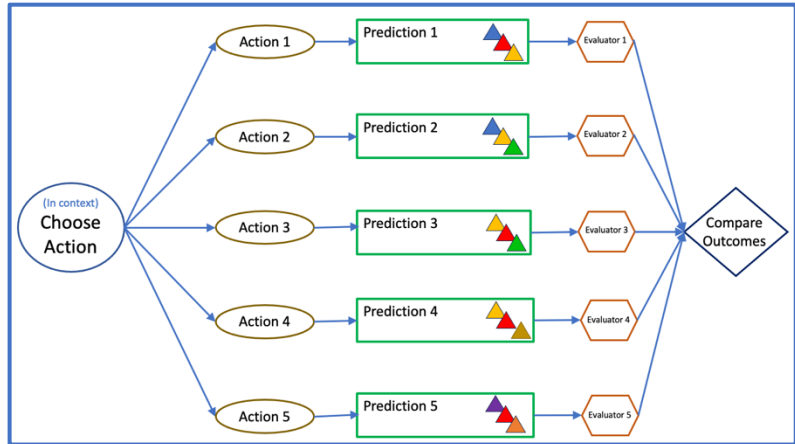 Action 1
Prediction 1
Evaluator 1
Action 2
Prediction 2
Evaluator 2
(In context)
Choose
Action
Action 3
Prediction 3
Evaluator 3
Compare
Outcomes
Action 4
Prediction 4
Evaluator 4
Action 5
Prediction 5
Evaluator 5